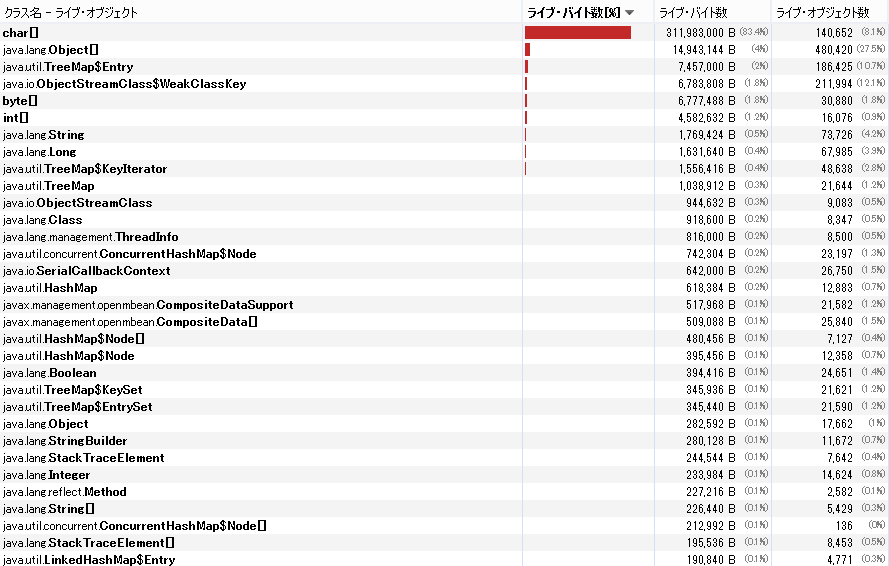 クラス名 - ライブ・オブジェクト ライブ・バイト数[%] ライブ・バイト数 ライブ・オブジェクト数
char[] 311,983,000 B (83.4%) 140,652 (8.1%)
java.lang.Object[] 14,943,144 B (4%) 480,420 (27.5%)
java.util.TreeMap$Entry 7,457,000 B (2%) 186,425 (10.7%)
java.io.ObjectStreamClass$WeakClassKey 6,783,808 B (1.8%) 211,994 (12.1%)
byte[] 6,777,488 B (1.8%) 30,880 (1.8%)
int[] 4,582,632 B (1.2%) 16,076 (0.9%)
java.lang.String 1,769,424 B (0.5%) 73,726 (4.2%)
java.lang.Long 1,631,640 B (0.4%) 67,985 (3.9%)
java.util.TreeMap$KeyIterator 1,556,416 B (0.4%) 48,638 (2.8%)
java.util.TreeMap 1,038,912 B (0.3%) 21,644 (1.2%)
java.io.ObjectStreamClass 944,632 B (0.3%) 9,083 (0.5%)
java.lang.Class 918,600 B (0.2%) 8,347 (0.5%)
java.lang.management.ThreadInfo 816,000 B (0.2%) 8,500 (0.5%)
java.util.concurrent.ConcurrentHashMap$Node 742,304 B (0.2%) 23,197 (1.3%)
java.io.SerialCallbackContext 642,000 B (0.2%) 26,750 (1.5%)
java.util.HashMap 618,384 B (0.2%) 12,883 (0.7%)
javax.management.openmbean.CompositeDataSupport 517,968 B (0.1%) 21,582 (1.2%)
javax.management.openmbean.CompositeData[] 509,088 B (0.1%) 25,840 (1.5%)
java.util.HashMap$Node[] 480,456 B (0.1%) 7,127 (0.4%)
java.util.HashMap$Node 395,456 B (0.1%) 12,358 (0.7%)
java.lang.Boolean 394,416 B (0.1%) 24,651 (1.4%)
java.util.TreeMap$KeySet 345,936 B (0.1%) 21,621 (1.2%)
java.util.TreeMap$EntrySet 345,440 B (0.1%) 21,590 (1.2%)
java.lang.Object 282,592 B (0.1%) 17,662 (1%)
java.lang.StringBuilder 280,128 B (0.1%) 11,672 (0.7%)
java.lang.StackTraceElement 244,544 B (0.1%) 7,642 (0.4%)
java.lang.Integer 233,984 B (0.1%) 14,624 (0.8%)
java.lang.reflect.Method 227,216 B (0.1%) 2,582 (0.1%)
java.lang.String[] 226,440 B (0.1%) 5,429 (0.3%)
java.util.concurrent.ConcurrentHashMap$Node[] 212,992 B (0.1%) 136 (0%)
java.lang.StackTraceElement[] 195,536 B (0.1%) 8,453 (0.5%)
java.util.LinkedHashMap$Entry 190,840 B (0.1%) 4,771 (0.3%)